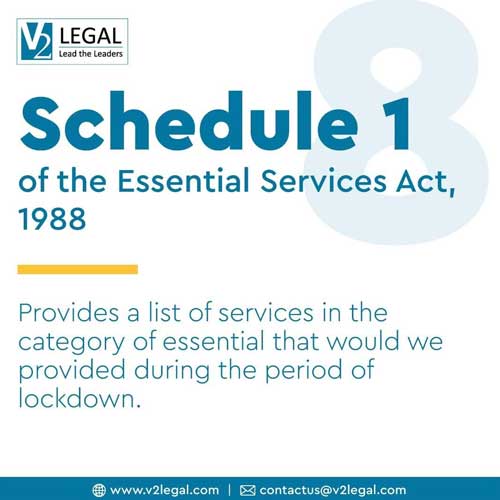 V2 LEGAL
Lead the Leaders
8
Schedule 1
of the Essential Services Act,
1988
Provides a list of services in the
category of essential that would we
provided during the period of
lockdown.
www.v2legal.com | contactus@v2legal.com